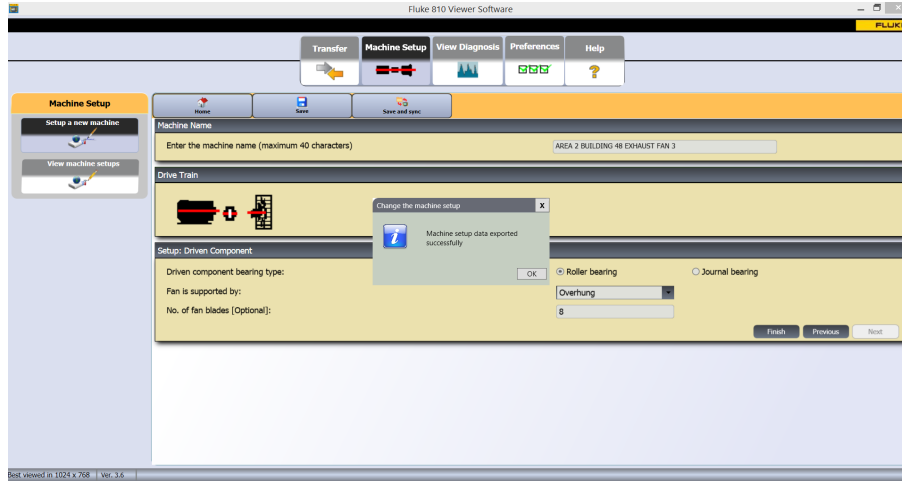 Fluke 810 Viewer Software
Transfer
Machine Setup
View Diagnosis
Preferences
Help
Machine Setup
Setup a new machine
View machine setups
Home
Save
Save and sync
Machine Name
Enter the machine name (maximum 40 characters)
AREA 2 BUILDING 48 EXHAUST FAN 3
Drive Train
Change the machine setup
X
Machine setup data exported
successfully
OK
Setup: Driven Component
Driven component bearing type:
Roller bearing
Journal bearing
Fan is supported by:
Overhung
No. of fan blades [Optional]:
8
Finish
Previous
Next
Best viewed in 1024 x 768
Ver. 3.6